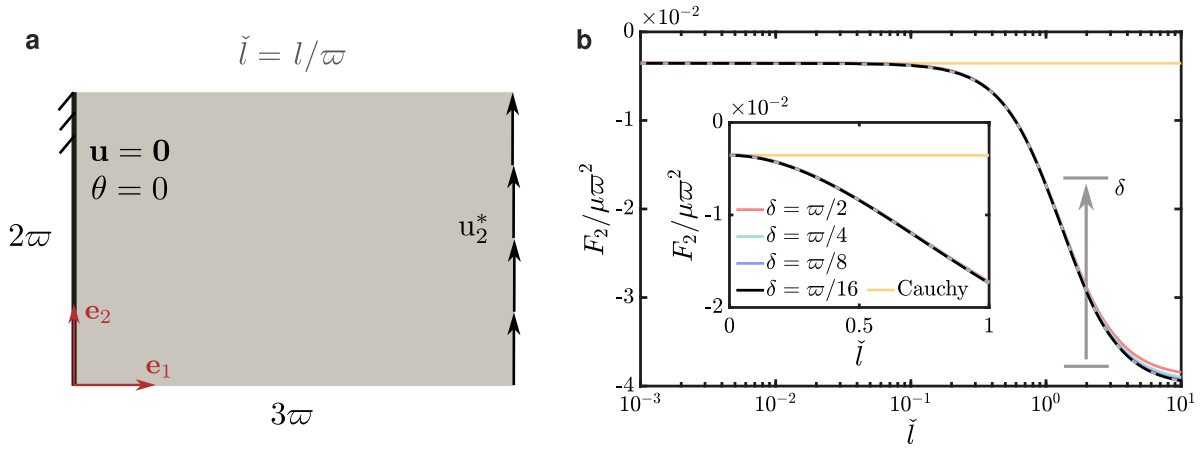 a
ľ = l/ϖ
u = 0
θ = 0
2ϖ
u₂*
e₂
e₁
3ϖ
b
×10⁻²
0
-1
-2
-3
-4
F₂/μϖ²
10⁻³
10⁻²
10⁻¹
10⁰
10¹
ľ
δ
×10⁻²
0
-1
-2
F₂/μϖ²
0
0.5
1
ľ
δ = ϖ/2
δ = ϖ/4
δ = ϖ/8
δ = ϖ/16 Cauchy